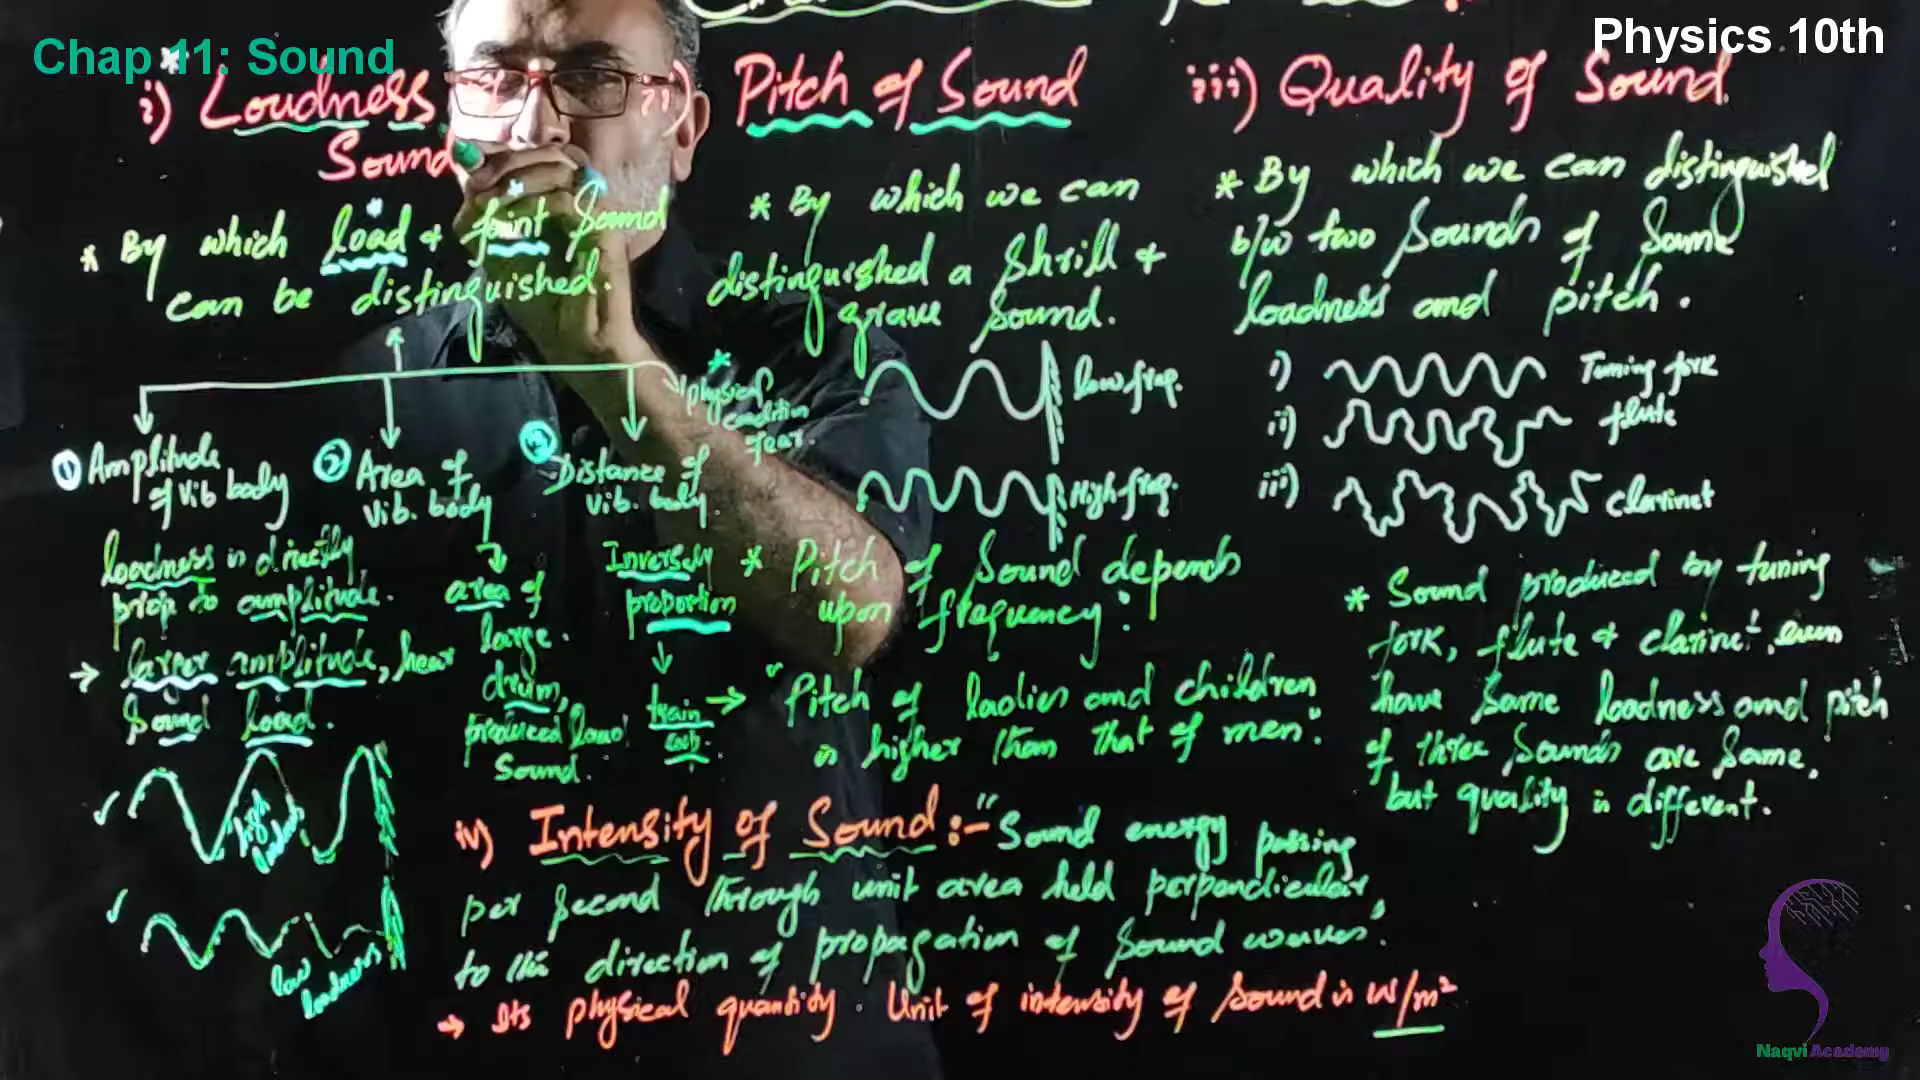 Chap 11: Sound
Physics 10th
i) Loudness
Sound
* By which load & faint Sound
can be distinguished.
① Amplitude
of vib body
loadness is directly
prop to amplitude.
→ larger amplitude, hear
Sound load.
high
loudness
low
loadness
② Area of
vib. body
area of
large.
drum,
produced loud
Sound.
③ Distance of
vib. body
Inversely
proportion
train
physical
condition
*
Pitch of Sound
* By which we can
distinguished a Shrill &
grave Sound.
low freq.
High freq.
* Pitch of Sound depends
upon frequency.
→ "Pitch of ladies and children
is higher than that of men".
iii) Quality of Sound
* By which we can distinguished
b/w two Sounds of Same
loadness and pitch.
i) Tuning fork
ii) flute
iii) clarinet
* Sound produced by tuning
fork, flute & clarinet, even
have Same loadness and pitch
of three Sounds are Same,
but quality is different.
iv) Intensity of Sound:- "Sound energy passing
per Second through unit area held perpendicular
to the direction of propagation of Sound waves".
→ Its physical quantity. Unit of intensity of Sound is W/m²
Naqvi Academy